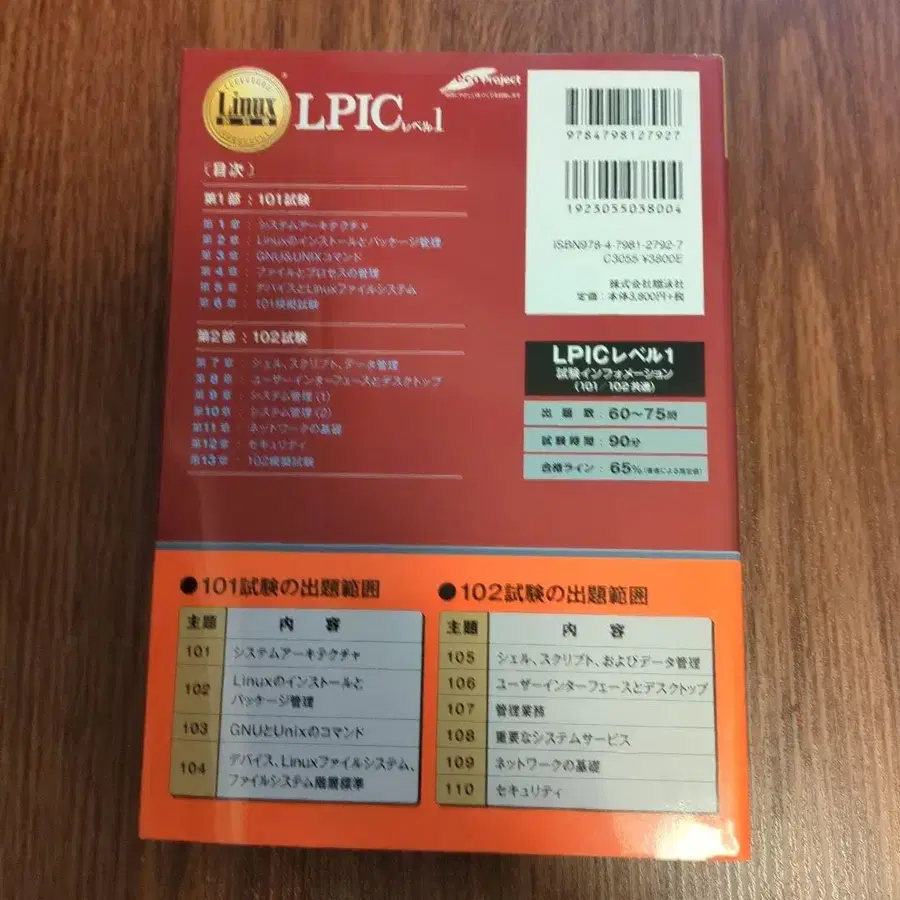 Linux
LPICレベル1
ECO Project
〔目次〕
第1部：101試験
第1章：システムアーキテクチャ
第2章：Linuxのインストールとパッケージ管理
第3章：GNU&UNIXコマンド
第4章：ファイルとプロセスの管理
第5章：デバイスとLinuxファイルシステム
第6章：101模擬試験
第2部：102試験
第7章：シェル、スクリプト、データ管理
第8章：ユーザーインターフェースとデスクトップ
第9章：システム管理（1）
第10章：システム管理（2）
第11章：ネットワークの基礎
第12章：セキュリティ
第13章：102模擬試験
9784798127927
1923055038004
ISBN978-4-7981-2792-7
C3055 ¥3800E
株式会社翔泳社
定価：本体3,800円+税
LPICレベル1
試験インフォメーション
（101／102共通）
出題数：60〜75問
試験時間：90分
合格ライン：65%
●101試験の出題範囲
主題 内容
101 システムアーキテクチャ
102 Linuxのインストールと
パッケージ管理
103 GNUとUnixのコマンド
104 デバイス、Linuxファイルシステム、
ファイルシステム階層標準
●102試験の出題範囲
主題 内容
105 シェル、スクリプト、およびデータ管理
106 ユーザーインターフェースとデスクトップ
107 管理業務
108 重要なシステムサービス
109 ネットワークの基礎
110 セキュリティ